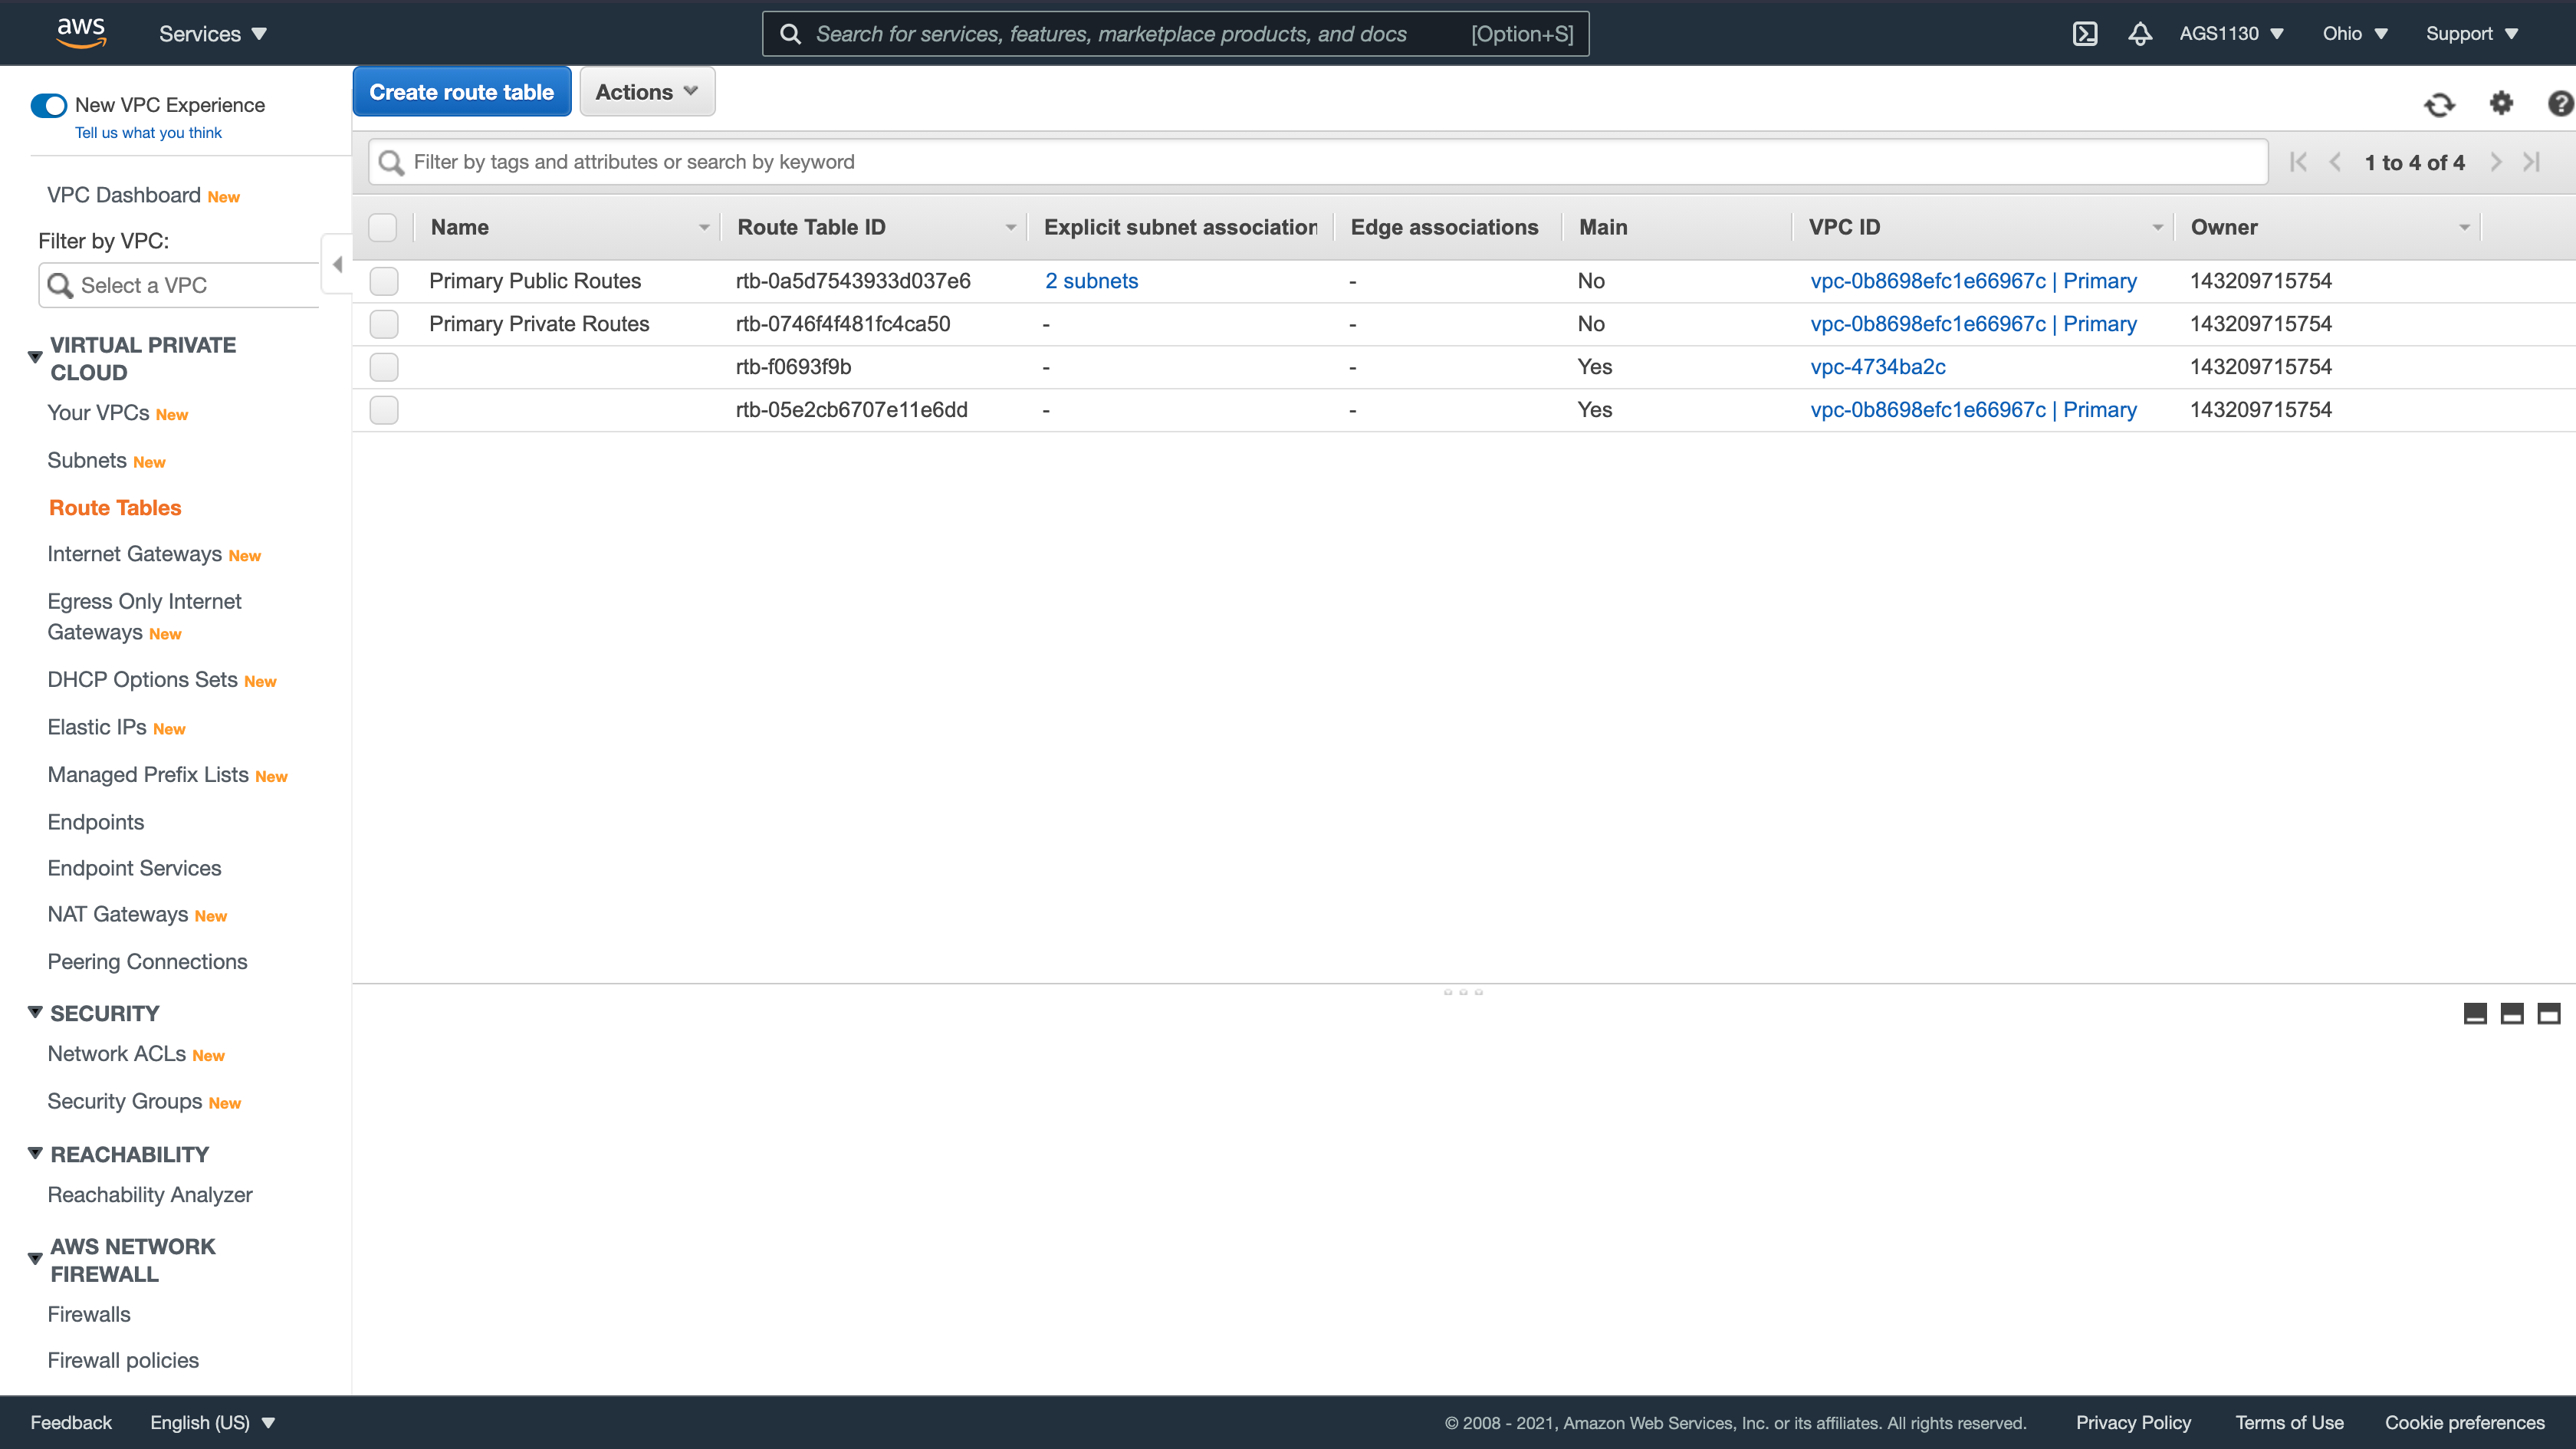 aws
Services
Search for services, features, marketplace products, and docs [Option+S]
AGS1130
Ohio
Support
New VPC Experience
Tell us what you think
Create route table
Actions
Filter by tags and attributes or search by keyword
1 to 4 of 4
VPC Dashboard New
Filter by VPC:
Select a VPC
VIRTUAL PRIVATE
CLOUD
Your VPCs New
Subnets New
Route Tables
Internet Gateways New
Egress Only Internet
Gateways New
DHCP Options Sets New
Elastic IPs New
Managed Prefix Lists New
Endpoints
Endpoint Services
NAT Gateways New
Peering Connections
SECURITY
Network ACLs New
Security Groups New
REACHABILITY
Reachability Analyzer
AWS NETWORK
FIREWALL
Firewalls
Firewall policies
Name Route Table ID Explicit subnet association Edge associations Main VPC ID Owner
Primary Public Routes rtb-0a5d7543933d037e6 2 subnets - No vpc-0b8698efc1e66967c | Primary 143209715754
Primary Private Routes rtb-0746f4f481fc4ca50 - - No vpc-0b8698efc1e66967c | Primary 143209715754
rtb-f0693f9b - - Yes vpc-4734ba2c 143209715754
rtb-05e2cb6707e11e6dd - - Yes vpc-0b8698efc1e66967c | Primary 143209715754
Feedback
English (US)
© 2008 - 2021, Amazon Web Services, Inc. or its affiliates. All rights reserved.
Privacy Policy
Terms of Use
Cookie preferences